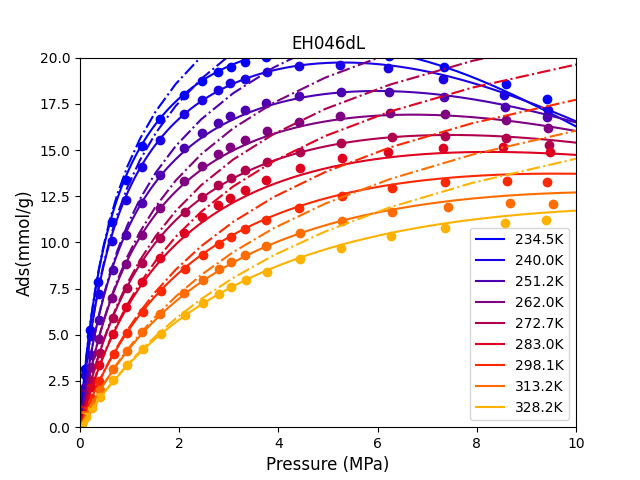 EH046dL
20.0
17.5
15.0
12.5
10.0
7.5
5.0
2.5
0.0
Ads(mmol/g)
234.5K
240.0K
251.2K
262.0K
272.7K
283.0K
298.1K
313.2K
328.2K
0 2 4 6 8 10
Pressure (MPa)